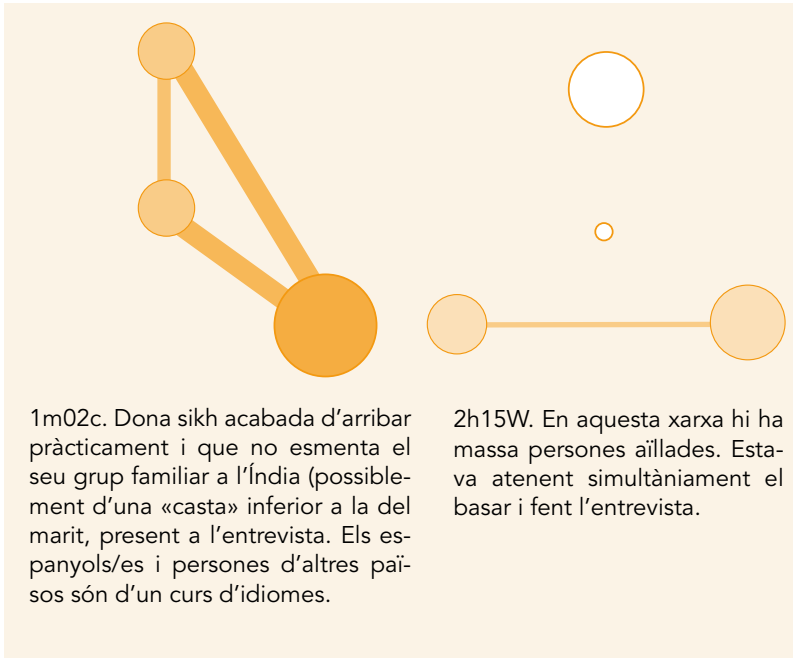 1m02c. Dona sikh acabada d’arribar
pràcticament i que no esmenta el
seu grup familiar a l’Índia (possible-
ment d’una «casta» inferior a la del
marit, present a l’entrevista. Els es-
panyols/es i persones d’altres paï-
sos són d’un curs d’idiomes.
2h15W. En aquesta xarxa hi ha
massa persones aïllades. Esta-
va atenent simultàniament el
basar i fent l’entrevista.